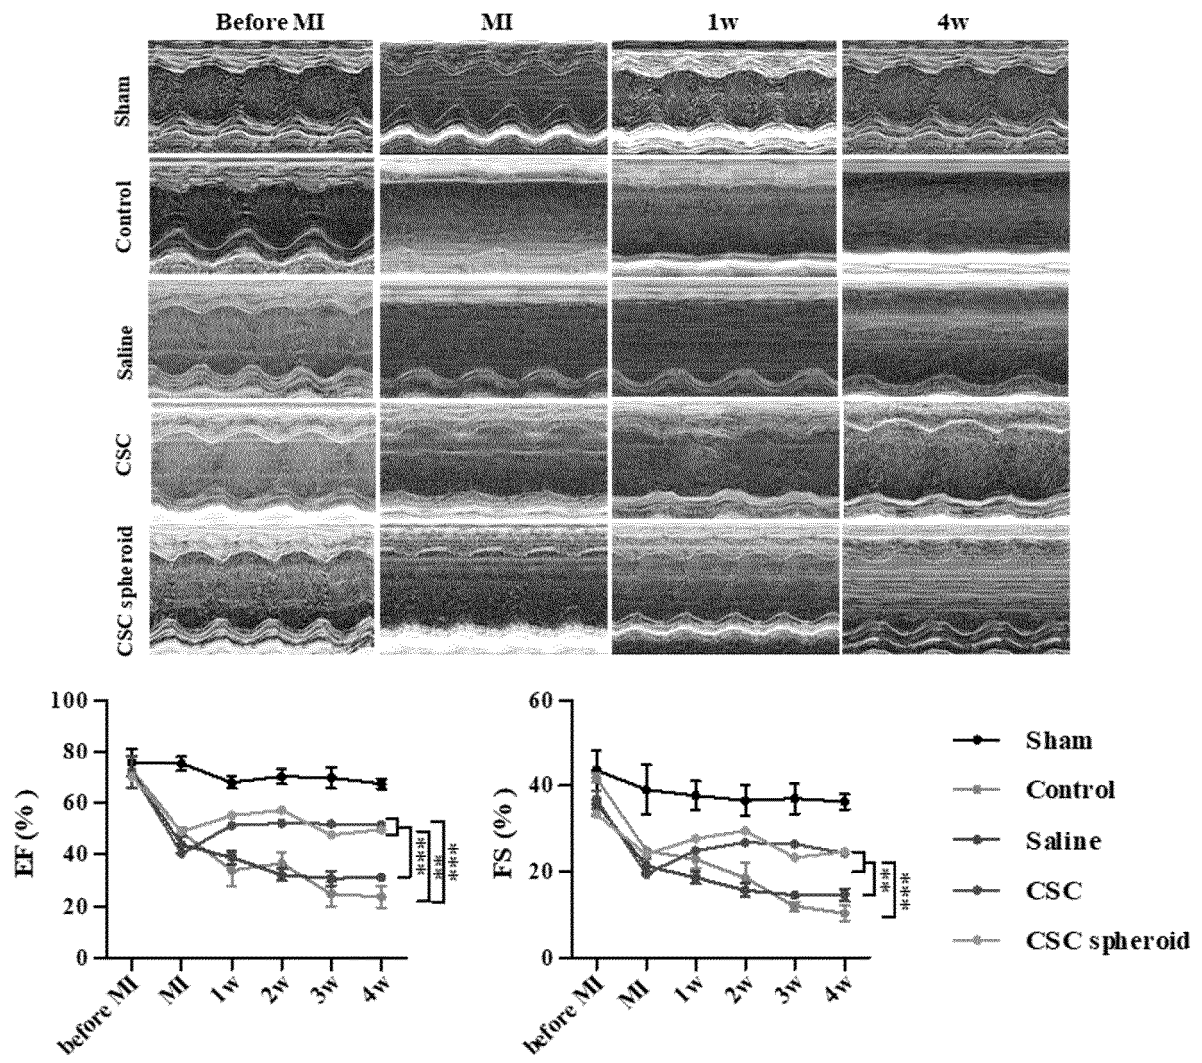 Before MI MI 1w 4w
Sham
Control
Saline
CSC
CSC spheroid
100
80
60
40
20
0
EF (%)
before MI MI 1w 2w 3w 4w
****
**
***
60
40
20
0
FS (%)
before MI MI 1w 2w 3w 4w
**
***
Sham
Control
Saline
CSC
CSC spheroid